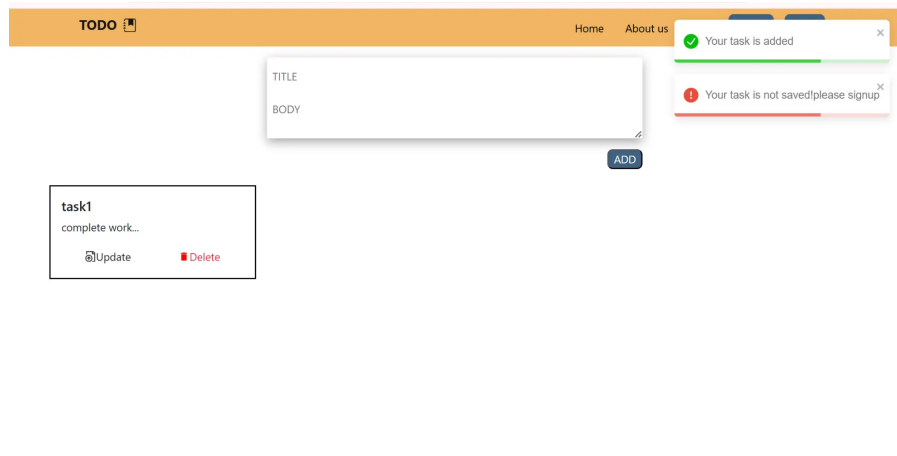 TODO
Home About us
Your task is added
Your task is not saved!please signup
TITLE
BODY
ADD
task1
complete work...
Update Delete